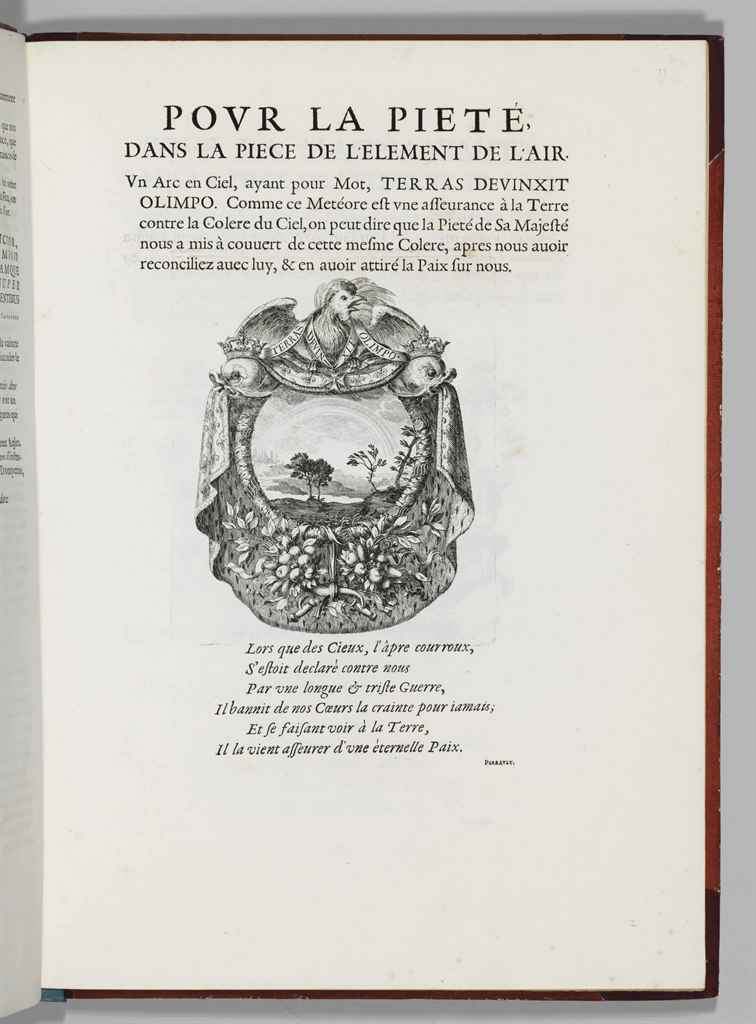 POVR LA PIETÉ,
DANS LA PIECE DE L'ELEMENT DE L'AIR.
Vn Arc en Ciel, ayant pour Mot, TERRAS DEVINXIT
OLIMPO. Comme ce Metéore est vne asseurance à la Terre
contre la Colere du Ciel, on peut dire que la Pieté de Sa Majesté
nous a mis à couuert de cette mesme Colere, apres nous auoir
reconciliez auec luy, & en auoir attiré la Paix sur nous.
TERRAS DEVINXIT OLIMPO
Lors que des Cieux, l'âpre courroux,
S'estoit declaré contre nous
Par vne longue & triste Guerre,
Il bannit de nos Cœurs la crainte pour iamais;
Et se faisant voir à la Terre,
Il la vient asseurer d'vne éternelle Paix.
PERRAVLT.